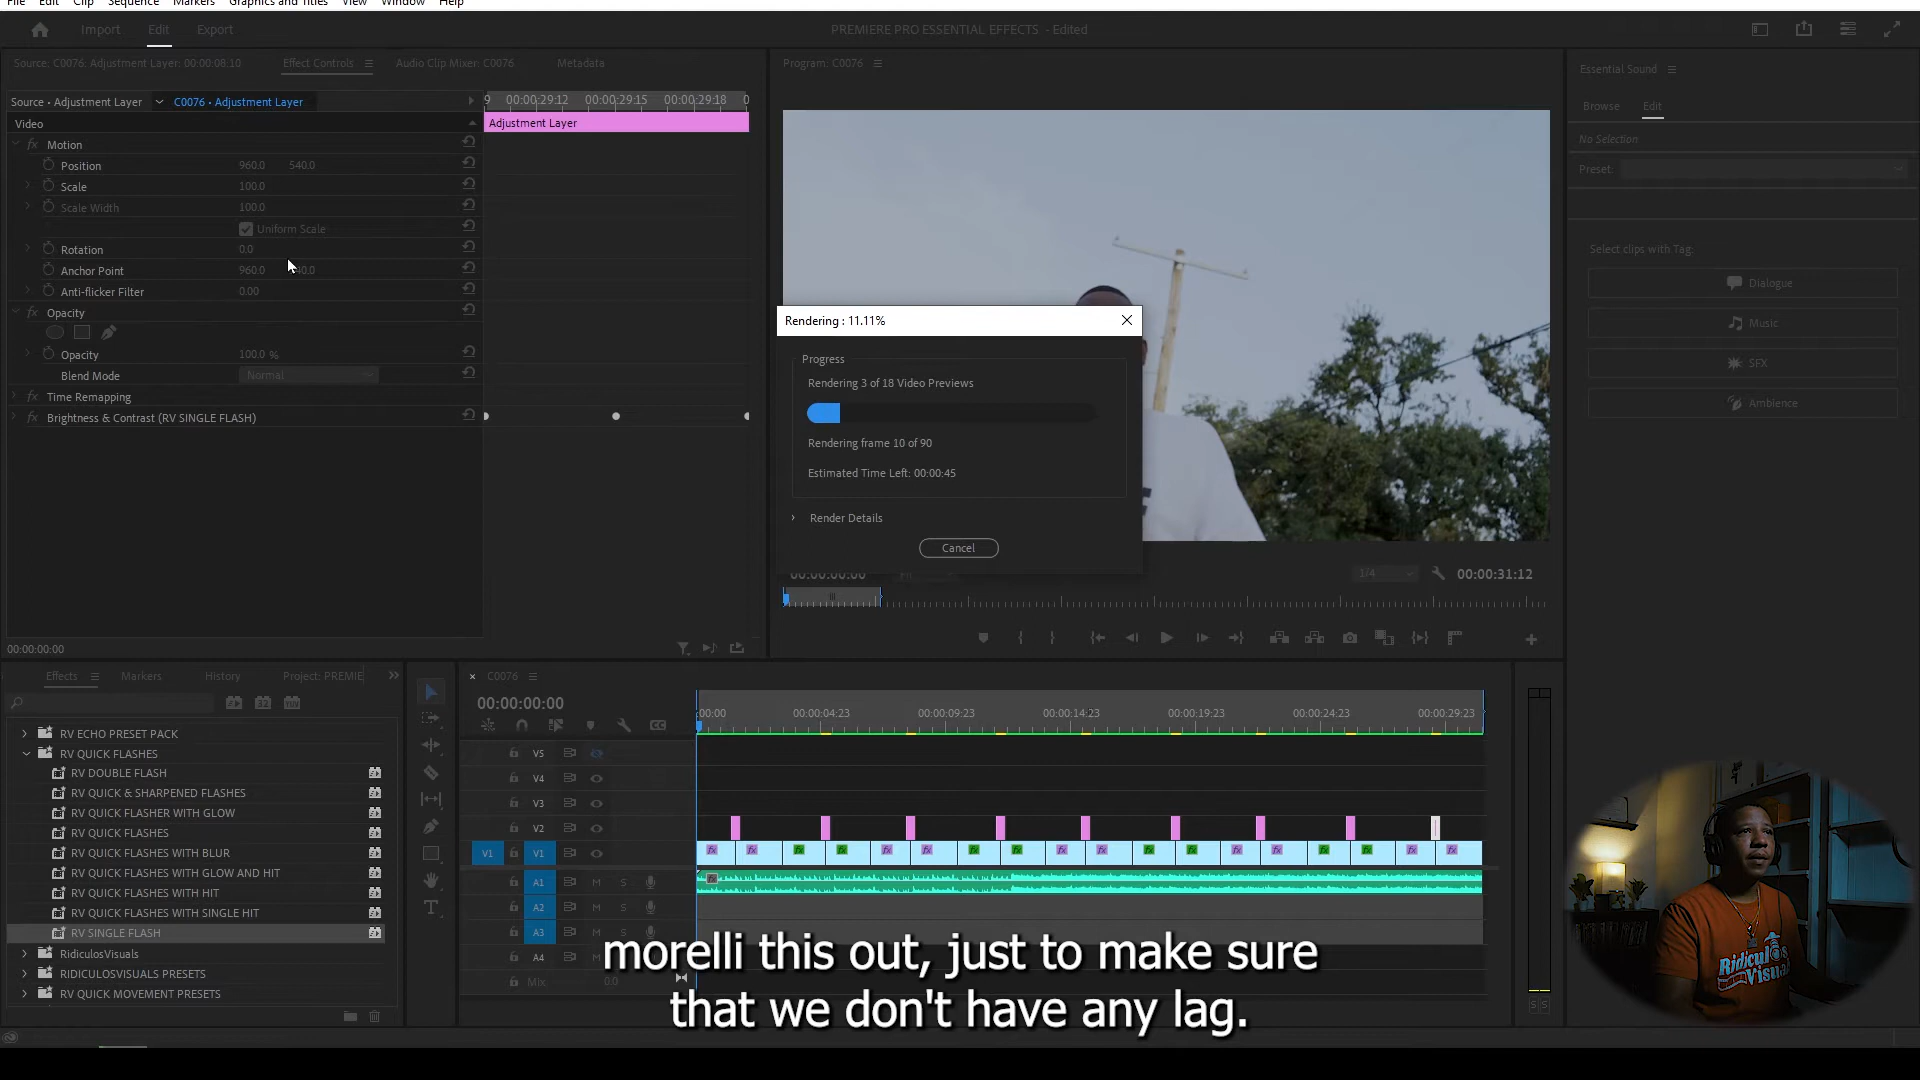 File Edit Clip Sequence Markers Graphics and Titles View Window Help
Import Edit Export
PREMIERE PRO ESSENTIAL EFFECTS - Edited
Source: C0076: Adjustment Layer: 00:00:08:10 Effect Controls Audio Clip Mixer: C0076 Metadata
Program: C0076
Essential Sound
Source • Adjustment Layer C0076 • Adjustment Layer
9 00:00:29:12 00:00:29:15 00:00:29:18 0
Browse Edit
Video
Adjustment Layer
No Selection
Preset:
Motion
Position 960.0 540.0
Scale 100.0
Scale Width 100.0
Uniform Scale
Rotation 0.0
Anchor Point 960.0
Anti-flicker Filter 0.00
Opacity
Opacity 100.0 %
Blend Mode Normal
Time Remapping
Brightness & Contrast (RV SINGLE FLASH)
00:00:00:00
Rendering : 11.11%
Progress
Rendering 3 of 18 Video Previews
Rendering frame 10 of 90
Estimated Time Left: 00:00:45
Render Details
Cancel
1/4 00:00:31:12
Select clips with Tag:
Dialogue
Music
SFX
Ambience
Effects Markers History Project: PREMIE
RV ECHO PRESET PACK
RV QUICK FLASHES
RV DOUBLE FLASH
RV QUICK & SHARPENED FLASHES
RV QUICK FLASHER WITH GLOW
RV QUICK FLASHES
RV QUICK FLASHES WITH BLUR
RV QUICK FLASHES WITH GLOW AND HIT
RV QUICK FLASHES WITH HIT
RV QUICK FLASHES WITH SINGLE HIT
RV SINGLE FLASH
RidiculosVisuals
RIDICULOSVISUALS PRESETS
RV QUICK MOVEMENT PRESETS
C0076
00:00:00:00
:00:00 00:00:04:23 00:00:09:23 00:00:14:23 00:00:19:23 00:00:24:23 00:00:29:23
V5
V4
V3
V2
V1 V1
A1 M S
A2 M S
A3 M S
A4
Mix: 0.0
S S
morelli this out, just to make sure
that we don't have any lag.